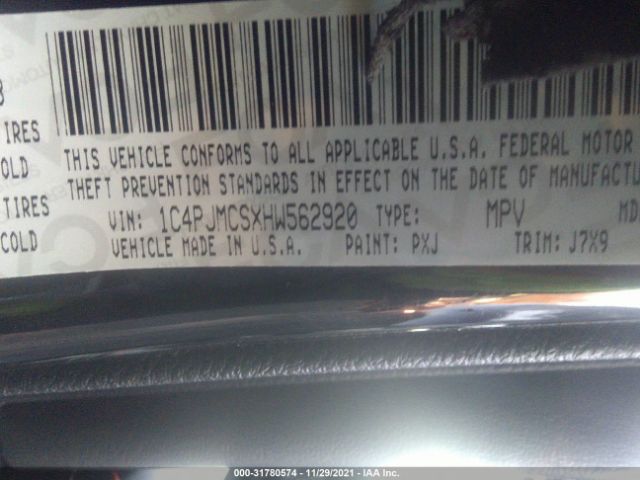 IRES
OLD
TIRES
COLD
THIS VEHICLE CONFORMS TO ALL APPLICABLE U.S.A. FEDERAL MOTOR
THEFT PREVENTION STANDARDS IN EFFECT ON THE DATE OF MANUFACTU
VIN: 1C4PJMCSXHW562920 TYPE: MPV MD
VEHICLE MADE IN U.S.A. PAINT: PXJ TRIM: J7X9
000-31780574 - 11/29/2021 - IAA Inc.